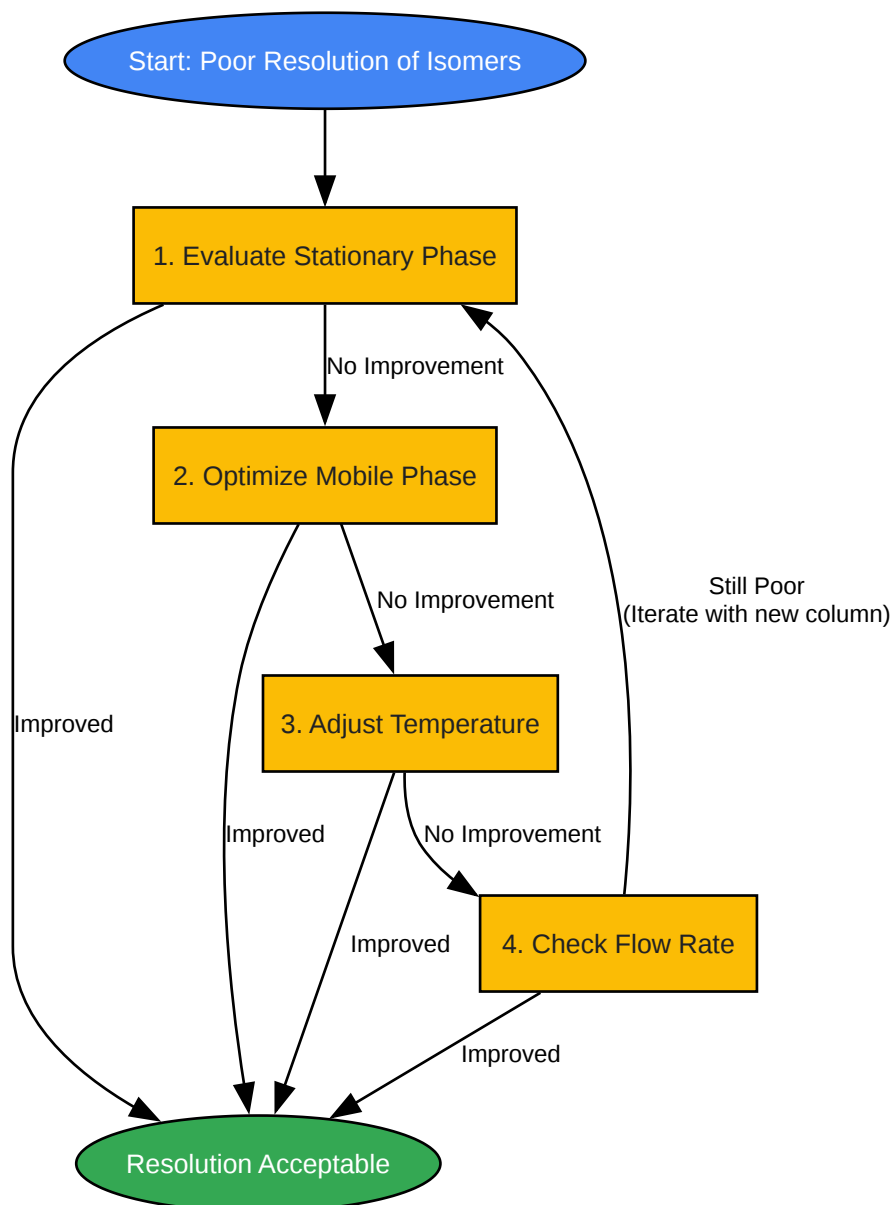 Start: Poor Resolution of Isomers
1. Evaluate Stationary Phase
No Improvement
2. Optimize Mobile Phase
Still Poor
(Iterate with new column)
No Improvement
3. Adjust Temperature
Improved
Improved
No Improvement
Improved
4. Check Flow Rate
Improved
Resolution Acceptable